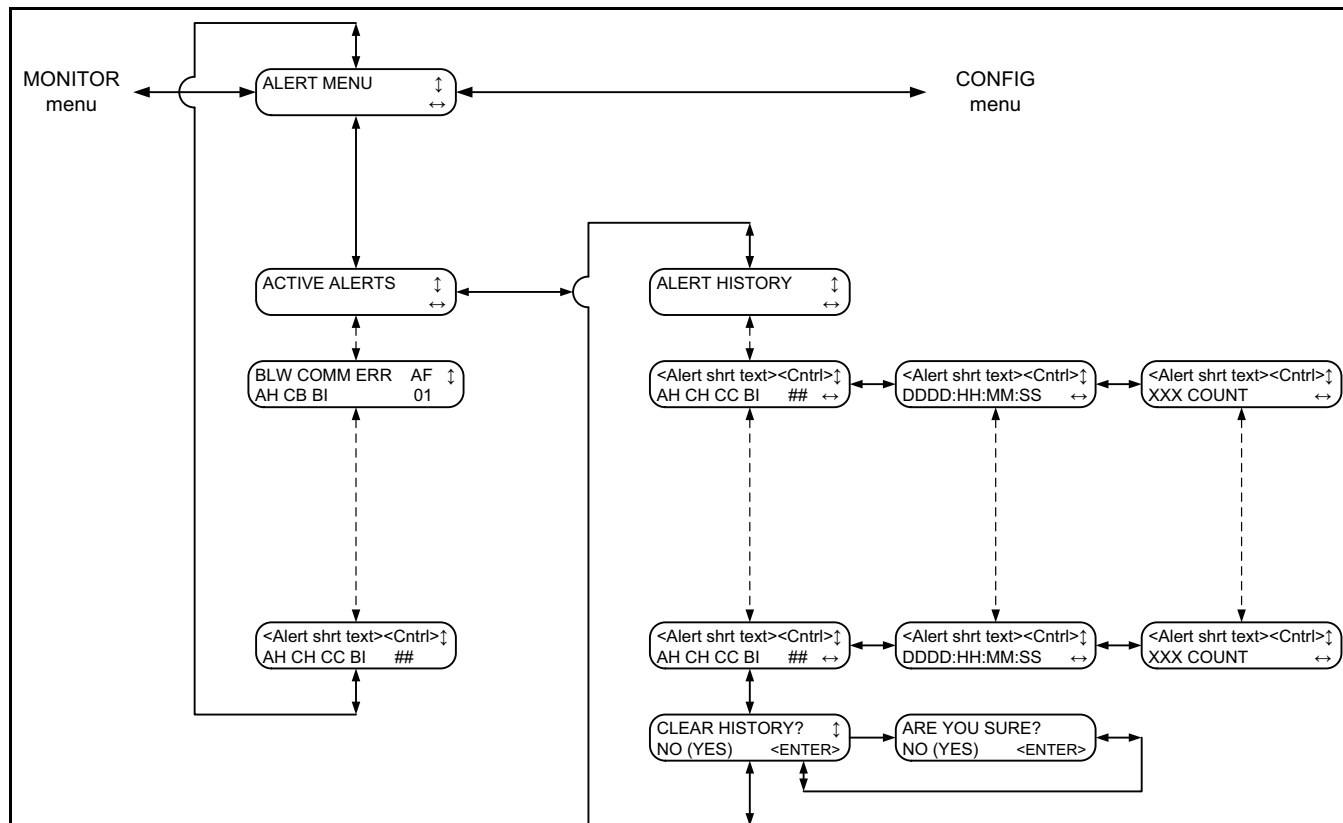 MONITOR
menu
ALERT MENU ↕
↔
CONFIG
menu
ACTIVE ALERTS ↕
↔
ALERT HISTORY ↕
↔
BLW COMM ERR AF ↕
AH CB BI 01
<Alert shrt text><Cntrl>↕
AH CH CC BI ## ↔
<Alert shrt text><Cntrl>↕
DDDD:HH:MM:SS ↔
<Alert shrt text><Cntrl>↕
XXX COUNT ↔
<Alert shrt text><Cntrl>↕
AH CH CC BI ##
<Alert shrt text><Cntrl>↕
AH CH CC BI ## ↔
<Alert shrt text><Cntrl>↕
DDDD:HH:MM:SS ↔
<Alert shrt text><Cntrl>↕
XXX COUNT ↔
CLEAR HISTORY? ↕
NO (YES) <ENTER>
ARE YOU SURE?
NO (YES) <ENTER>